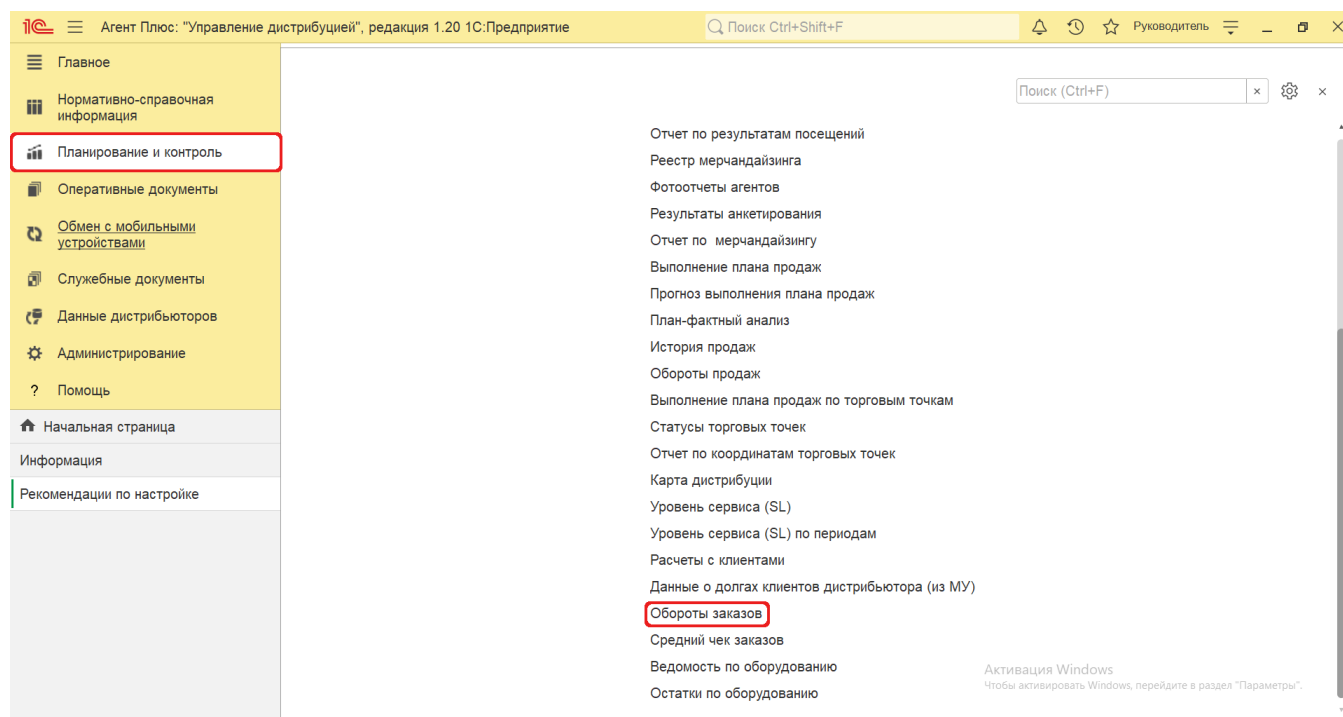 1С Агент Плюс: "Управление дистрибуцией", редакция 1.20 1С:Предприятие Поиск Ctrl+Shift+F Руководитель
Главное
Нормативно-справочная
информация
Планирование и контроль
Оперативные документы
Обмен с мобильными
устройствами
Служебные документы
Данные дистрибьюторов
Администрирование
? Помощь
Начальная страница
Информация
Рекомендации по настройке
Поиск (Ctrl+F) × ×
Отчет по результатам посещений
Реестр мерчандайзинга
Фотоотчеты агентов
Результаты анкетирования
Отчет по мерчандайзингу
Выполнение плана продаж
Прогноз выполнения плана продаж
План-фактный анализ
История продаж
Обороты продаж
Выполнение плана продаж по торговым точкам
Статусы торговых точек
Отчет по координатам торговых точек
Карта дистрибуции
Уровень сервиса (SL)
Уровень сервиса (SL) по периодам
Расчеты с клиентами
Данные о долгах клиентов дистрибьютора (из МУ)
Обороты заказов
Средний чек заказов
Ведомость по оборудованию
Остатки по оборудованию
Активация Windows
Чтобы активировать Windows, перейдите в раздел "Параметры".